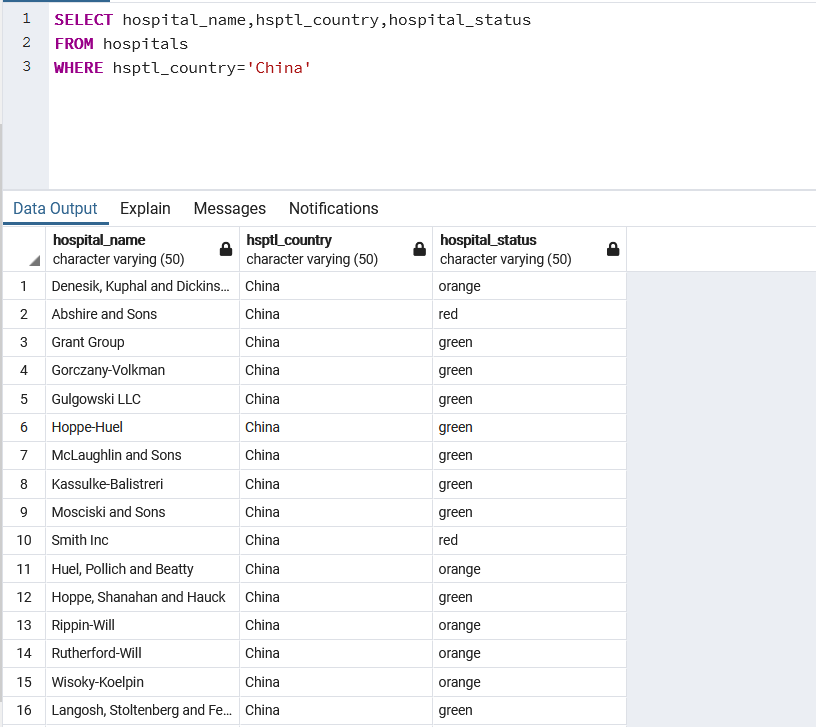 1 SELECT hospital_name,hsptl_country,hospital_status
2 FROM hospitals
3 WHERE hsptl_country='China'
Data Output Explain Messages Notifications
hospital_name hsptl_country hospital_status
character varying (50) character varying (50) character varying (50)
1 Denesik, Kuphal and Dickins... China orange
2 Abshire and Sons China red
3 Grant Group China green
4 Gorczany-Volkman China green
5 Gulgowski LLC China green
6 Hoppe-Huel China green
7 McLaughlin and Sons China green
8 Kassulke-Balistreri China green
9 Mosciski and Sons China green
10 Smith Inc China red
11 Huel, Pollich and Beatty China orange
12 Hoppe, Shanahan and Hauck China green
13 Rippin-Will China orange
14 Rutherford-Will China orange
15 Wisoky-Koelpin China orange
16 Langosh, Stoltenberg and Fe... China green